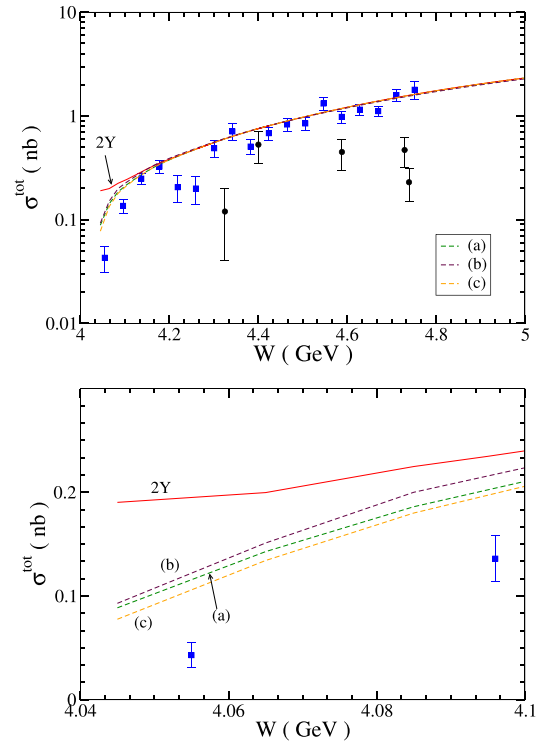 10
1
0.1
0.01
σ^tot ( nb )
2Y
(a)
(b)
(c)
4 4.2 4.4 4.6 4.8 5
W ( GeV )
0.2
0.1
0
σ^tot ( nb )
2Y
(b)
(a)
(c)
4.04 4.06 4.08 4.1
W ( GeV )